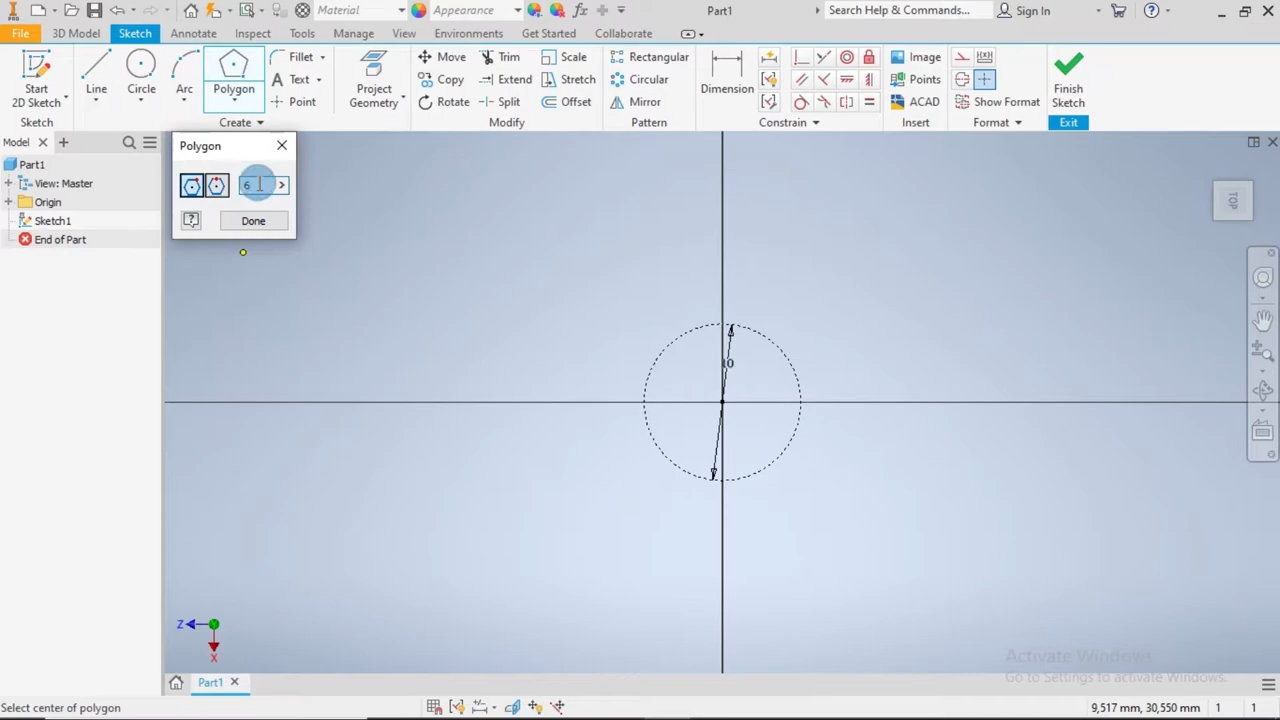 Material
Appearance
Part1
Search Help & Commands...
Sign In
PRO
File
3D Model
Sketch
Annotate
Inspect
Tools
Manage
View
Environments
Get Started
Collaborate
Start
2D Sketch
Line
Circle
Arc
Polygon
Fillet
Text
Point
Project
Geometry
Move
Copy
Rotate
Trim
Extend
Split
Scale
Stretch
Offset
Rectangular
Circular
Mirror
Dimension
Image
Points
ACAD
Show Format
Finish
Sketch
Sketch
Create
Modify
Pattern
Constrain
Insert
Format
Exit
Model
Part1
View: Master
Origin
Sketch1
End of Part
Polygon
6
Done
TOP
Z
X
Activate Windows
Go to Settings to activate Windows.
Part1
Select center of polygon
9,517 mm, 30,550 mm
1
1